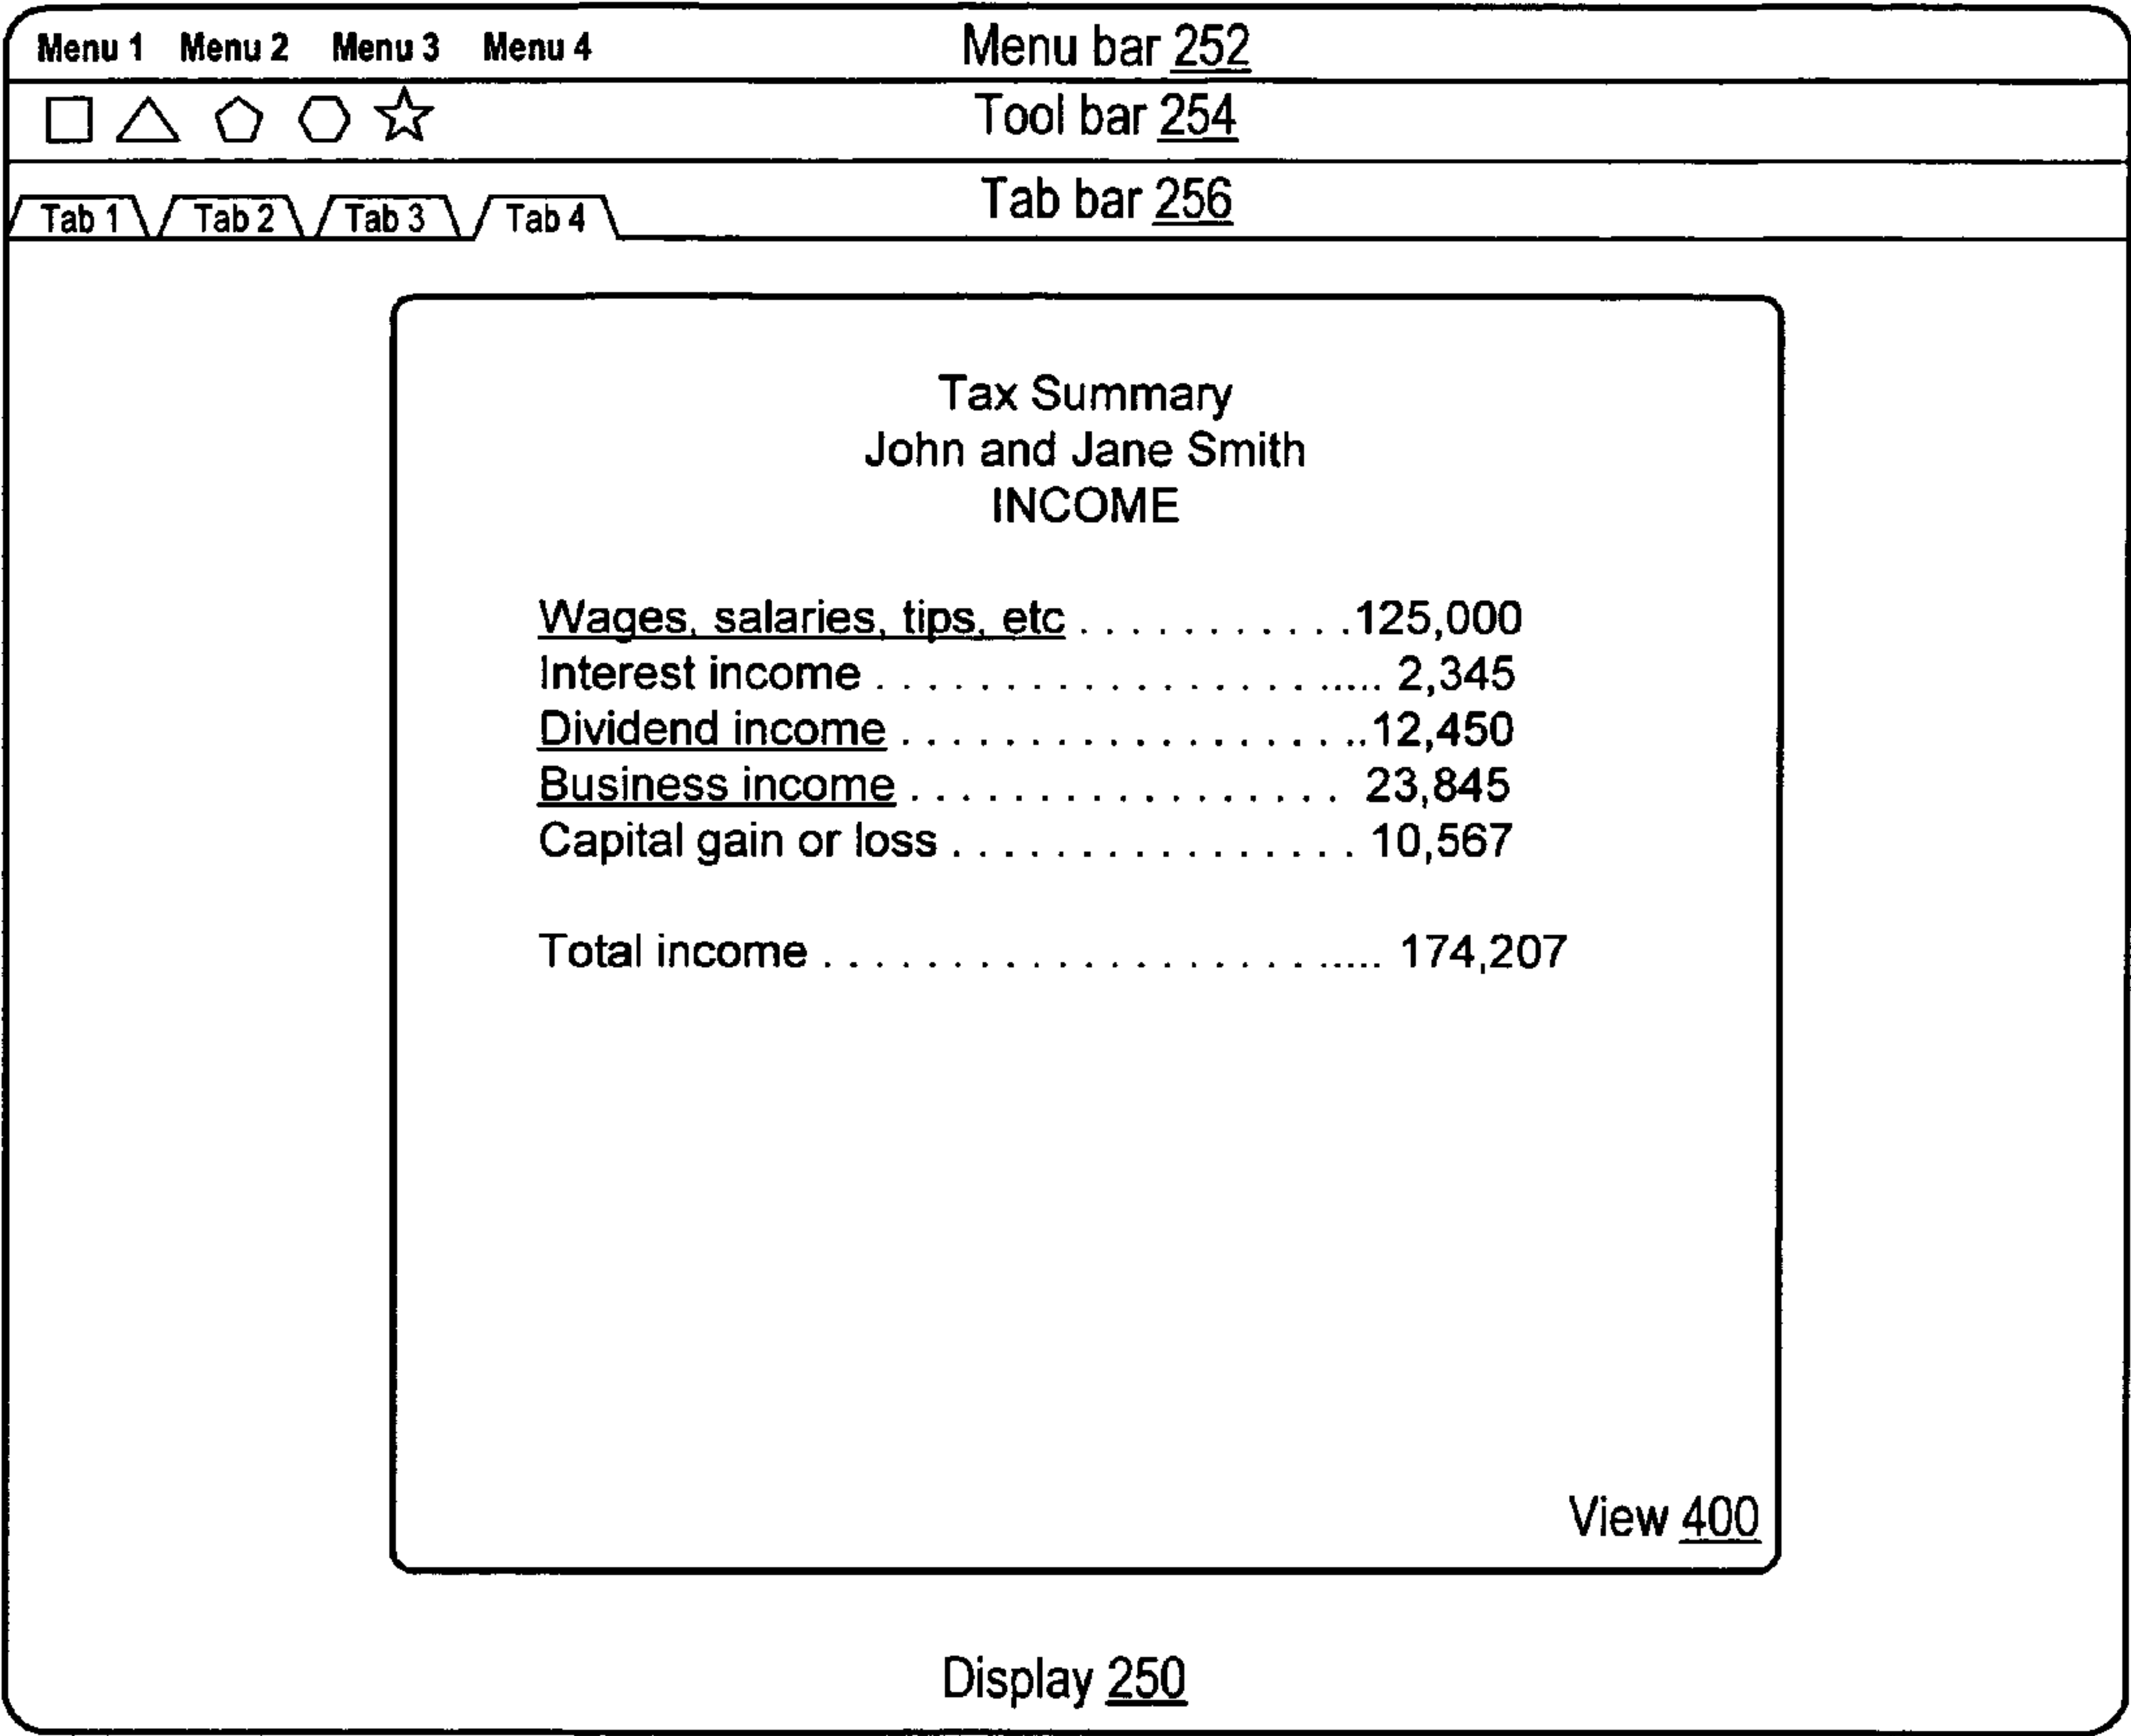 Menu 1 Menu 2 Menu 3 Menu 4 Menu bar 252
Tool bar 254
Tab bar 256
Tab 1 Tab 2 Tab 3 Tab 4
Tax Summary
John and Jane Smith
INCOME
Wages, salaries, tips, etc . . . . . . . . . . .125,000
Interest income . . . . . . . . . . . . . . . . . ..... 2,345
Dividend income . . . . . . . . . . . . . . . . . ..12,450
Business income . . . . . . . . . . . . . . . . . 23,845
Capital gain or loss . . . . . . . . . . . . . . . . 10,567
Total income . . . . . . . . . . . . . . . . . . . ..... 174,207
View 400
Display 250